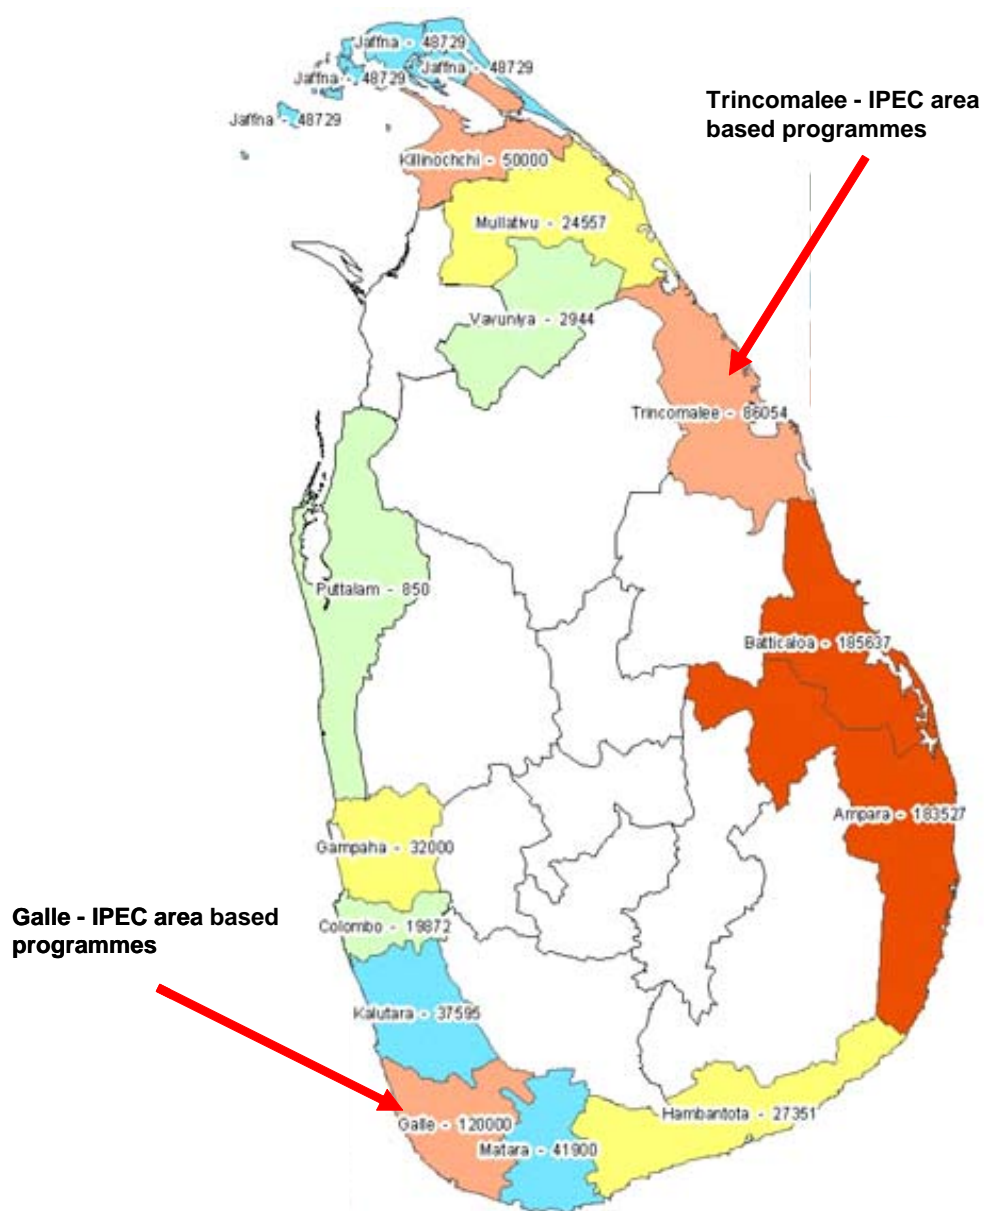 Jaffna - 48729
Jaffna - 48729
Jaffna - 48729
Jaffna - 48729
Trincomalee - IPEC area
based programmes
Killinochchi - 50000
Mullativu - 24557
Vavuniya - 2944
Trincomalee - 86054
Puttalam - 850
Batticaloa - 185637
Ampara - 183527
Gampaha - 32000
Galle - IPEC area based
programmes
Colombo - 19872
Kalutara - 37595
Hambantota - 27351
Galle - 120000
Matara - 41900